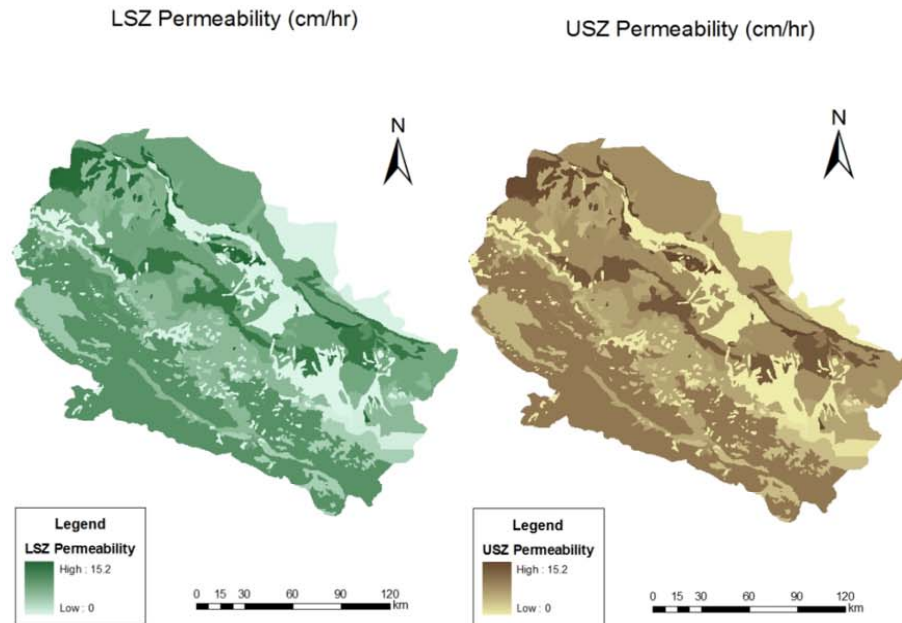 LSZ Permeability (cm/hr)
N
Legend
LSZ Permeability
High : 15.2
Low : 0
0 15 30 60 90 120
km
USZ Permeability (cm/hr)
N
Legend
USZ Permeability
High : 15.2
Low : 0
0 15 30 60 90 120
km